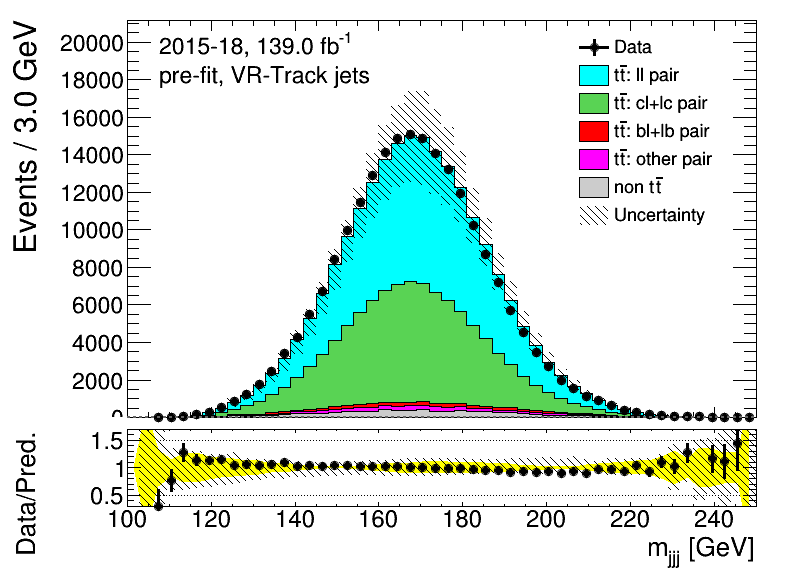 Events / 3.0 GeV
20000
18000
16000
14000
12000
10000
8000
6000
4000
2000
0
2015-18, 139.0 fb⁻¹
pre-fit, VR-Track jets
Data
tt̄: ll pair
tt̄: cl+lc pair
tt̄: bl+lb pair
tt̄: other pair
non tt̄
Uncertainty
Data/Pred.
1.5
1
0.5
100 120 140 160 180 200 220 240
mjjj [GeV]